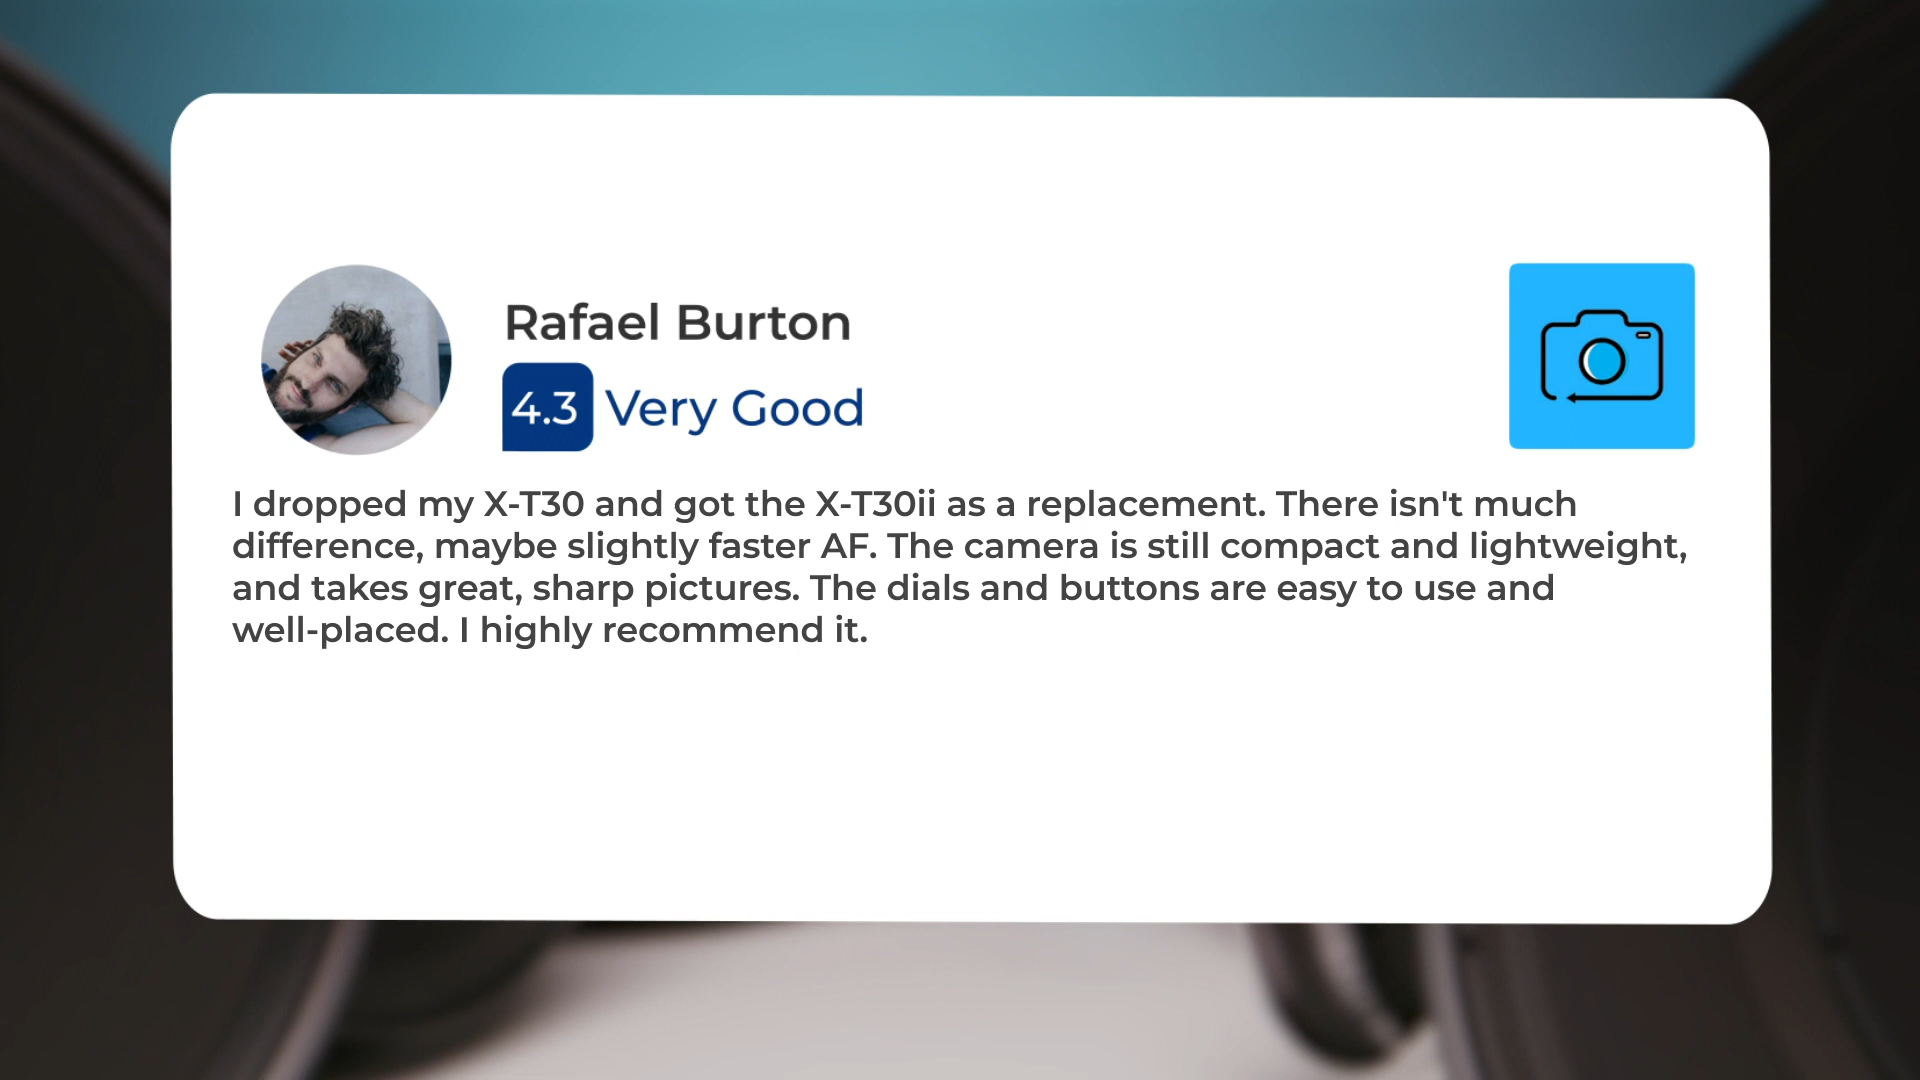 Rafael Burton
4.3 Very Good
I dropped my X-T30 and got the X-T30ii as a replacement. There isn't much
difference, maybe slightly faster AF. The camera is still compact and lightweight,
and takes great, sharp pictures. The dials and buttons are easy to use and
well-placed. I highly recommend it.